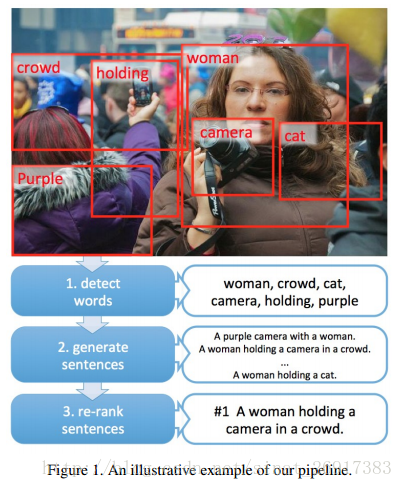 crowd
holding
woman
camera
cat
Purple
1. detect
words
woman, crowd, cat,
camera, holding, purple
2. generate
sentences
A purple camera with a woman.
A woman holding a camera in a crowd.
...
A woman holding a cat.
3. re-rank
sentences
#1 A woman holding a
camera in a crowd.
Figure 1. An illustrative example of our pipeline.